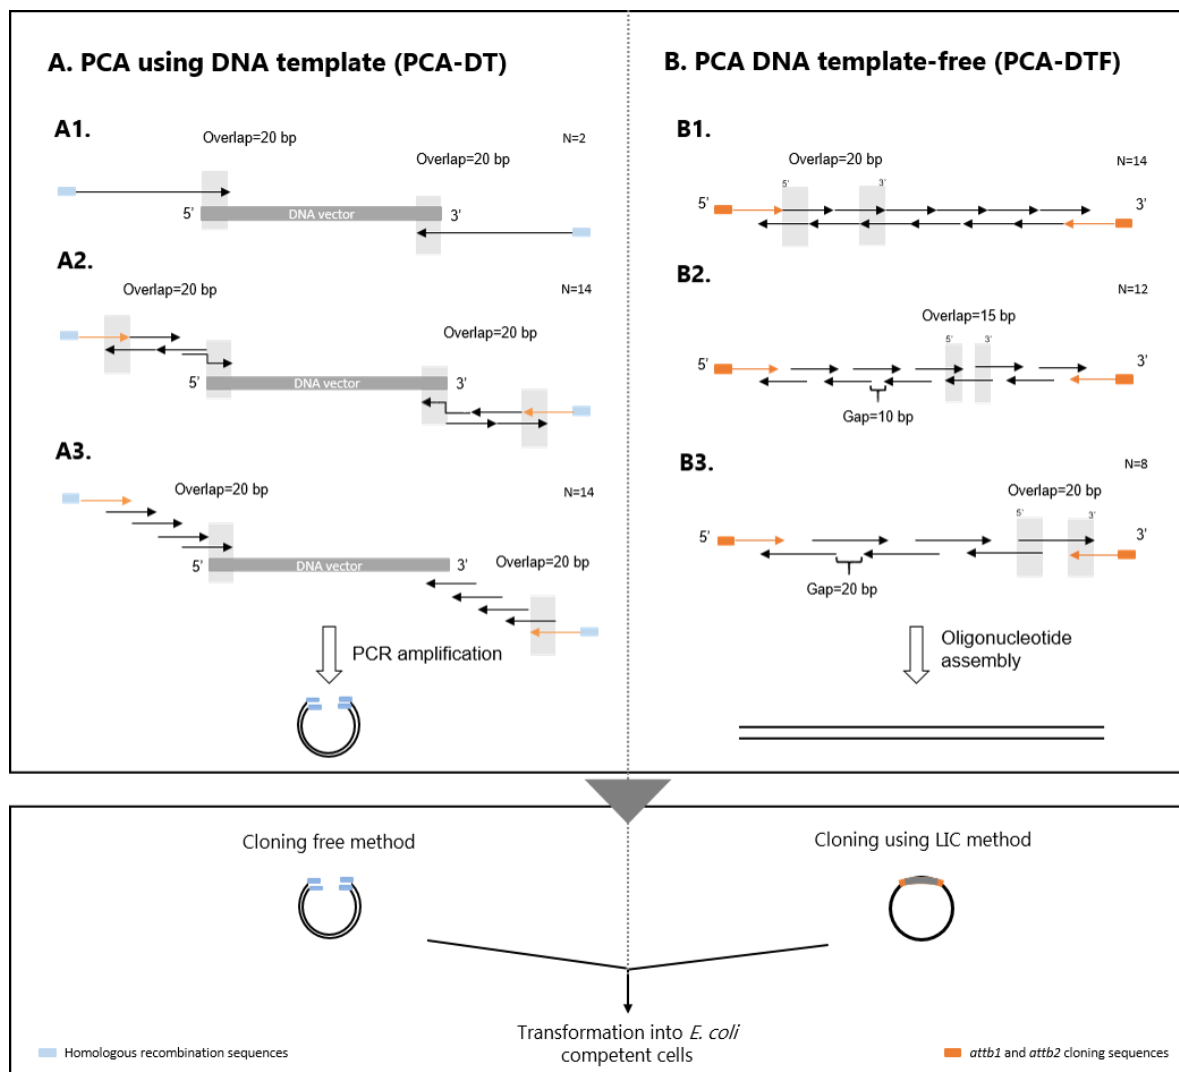 A. PCA using DNA template (PCA-DT)
A1.
Overlap=20 bp
N=2
Overlap=20 bp
5’
DNA vector
3’
A2.
Overlap=20 bp
N=14
Overlap=20 bp
5’
DNA vector
3’
A3.
Overlap=20 bp
N=14
Overlap=20 bp
5’
DNA vector
3’
PCR amplification
B. PCA DNA template-free (PCA-DTF)
B1.
Overlap=20 bp
N=14
5’
5’
3’
3’
B2.
N=12
Overlap=15 bp
5’
5’
3’
3’
Gap=10 bp
B3.
N=8
Overlap=20 bp
5’
5’
3’
3’
Gap=20 bp
Oligonucleotide
assembly
Cloning free method
Cloning using LIC method
Transformation into E. coli
competent cells
Homologous recombination sequences
attb1 and attb2 cloning sequences